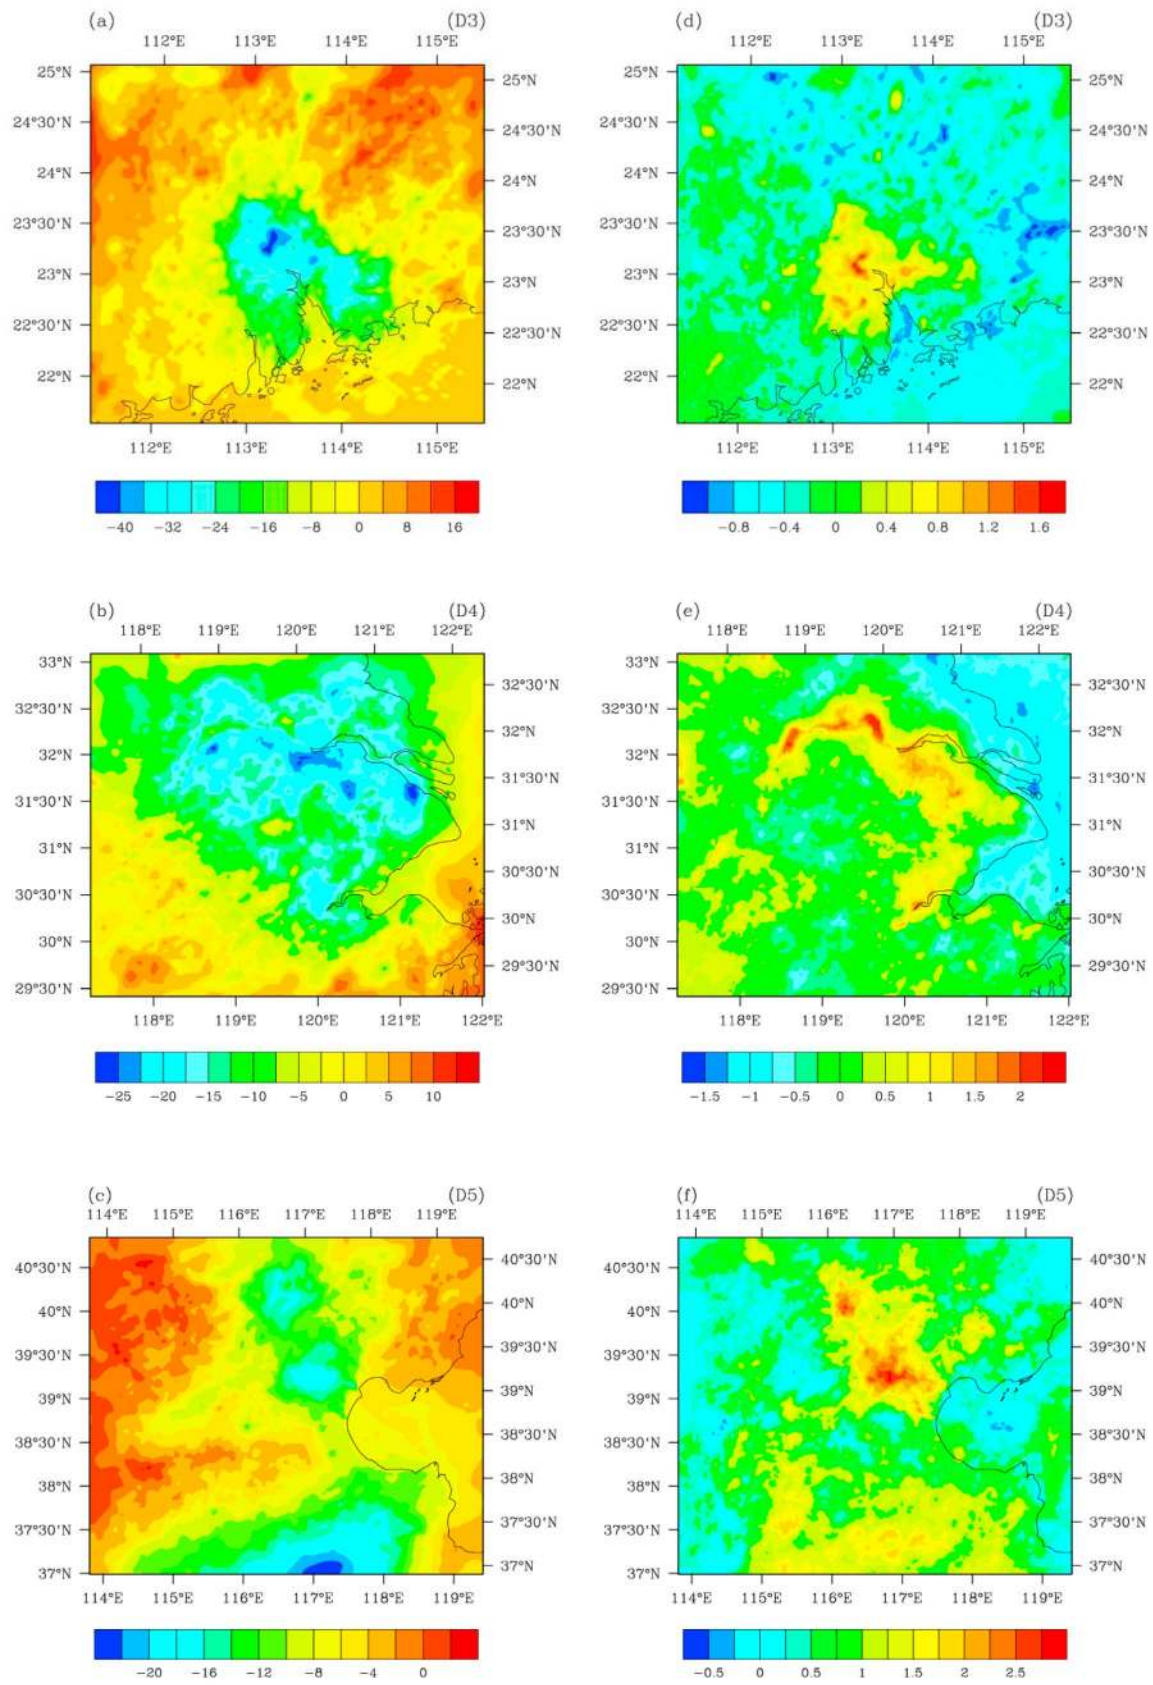 (a) (D3)
112°E 113°E 114°E 115°E
25°N
24°30'N
24°N
23°30'N
23°N
22°30'N
22°N
25°N
24°30'N
24°N
23°30'N
23°N
22°30'N
22°N
112°E 113°E 114°E 115°E
−40 −32 −24 −16 −8 0 8 16
(d) (D3)
112°E 113°E 114°E 115°E
25°N
24°30'N
24°N
23°30'N
23°N
22°30'N
22°N
25°N
24°30'N
24°N
23°30'N
23°N
22°30'N
22°N
112°E 113°E 114°E 115°E
−0.8 −0.4 0 0.4 0.8 1.2 1.6
(b) (D4)
118°E 119°E 120°E 121°E 122°E
33°N
32°30'N
32°N
31°30'N
31°N
30°30'N
30°N
29°30'N
32°30'N
32°N
31°30'N
31°N
30°30'N
30°N
29°30'N
118°E 119°E 120°E 121°E 122°E
−25 −20 −15 −10 −5 0 5 10
(e) (D4)
118°E 119°E 120°E 121°E 122°E
33°N
32°30'N
32°N
31°30'N
31°N
30°30'N
30°N
29°30'N
32°30'N
32°N
31°30'N
31°N
30°30'N
30°N
29°30'N
118°E 119°E 120°E 121°E 122°E
−1.5 −1 −0.5 0 0.5 1 1.5 2
(c) (D5)
114°E 115°E 116°E 117°E 118°E 119°E
40°30'N
40°N
39°30'N
39°N
38°30'N
38°N
37°30'N
37°N
40°30'N
40°N
39°30'N
39°N
38°30'N
38°N
37°30'N
37°N
114°E 115°E 116°E 117°E 118°E 119°E
−20 −16 −12 −8 −4 0
(f) (D5)
114°E 115°E 116°E 117°E 118°E 119°E
40°30'N
40°N
39°30'N
39°N
38°30'N
38°N
37°30'N
37°N
40°30'N
40°N
39°30'N
39°N
38°30'N
38°N
37°30'N
37°N
114°E 115°E 116°E 117°E 118°E 119°E
−0.5 0 0.5 1 1.5 2 2.5